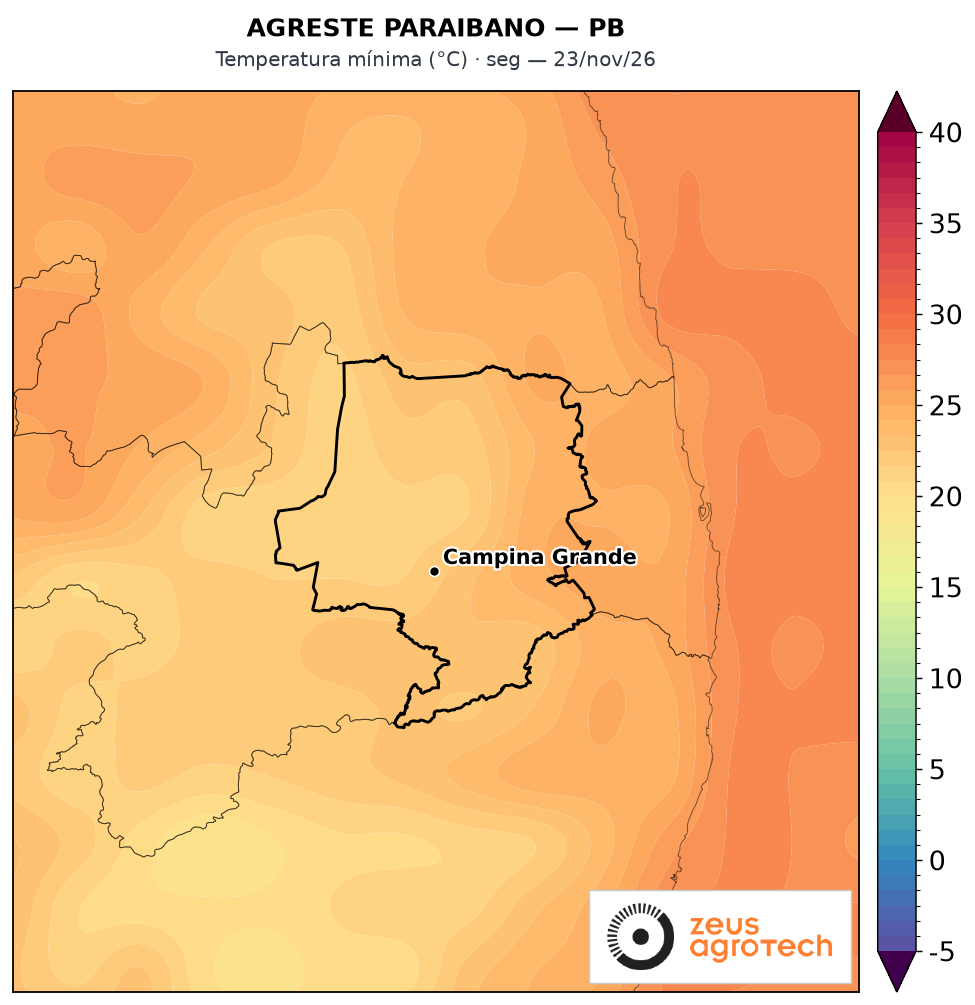 AGRESTE PARAIBANO — PB
Temperatura mínima (°C) · seg — 23/nov/26
40
35
30
25
20
15
10
5
0
-5
Campina Grande
zeus
agrotech